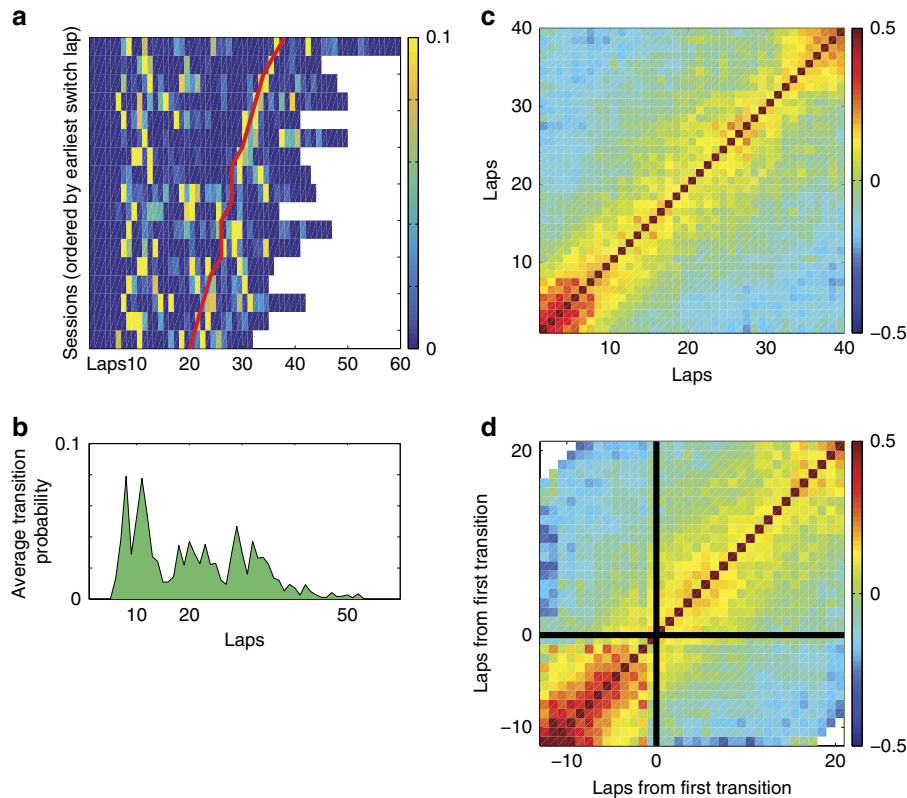 a
Sessions (ordered by earliest switch lap)
Laps 10 20 30 40 50 60
0.1
0
b
Average transition
probability
0.1
0
10 20 50
Laps
c
Laps
40
30
20
10
10 20 30 40
Laps
0.5
0
−0.5
d
Laps from first transition
20
0
−10
−10 0 20
Laps from first transition
0.5
0
−0.5